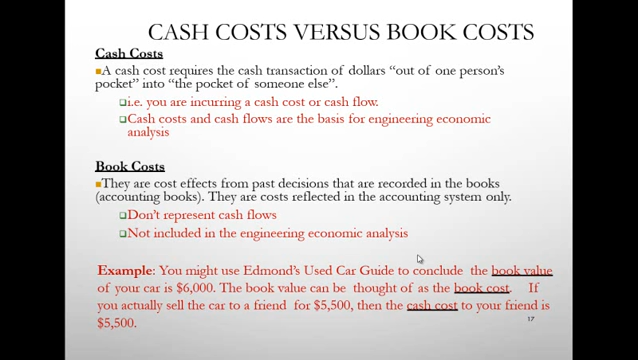 CASH COSTS VERSUS BOOK COSTS
Cash Costs
A cash cost requires the cash transaction of dollars “out of one person’s
pocket” into “the pocket of someone else”.
i.e. you are incurring a cash cost or cash flow.
Cash costs and cash flows are the basis for engineering economic
analysis
Book Costs
They are cost effects from past decisions that are recorded in the books
(accounting books). They are costs reflected in the accounting system only.
Don’t represent cash flows
Not included in the engineering economic analysis
Example: You might use Edmond’s Used Car Guide to conclude the book value
of your car is $6,000. The book value can be thought of as the book cost. If
you actually sell the car to a friend for $5,500, then the cash cost to your friend is
$5,500.
17